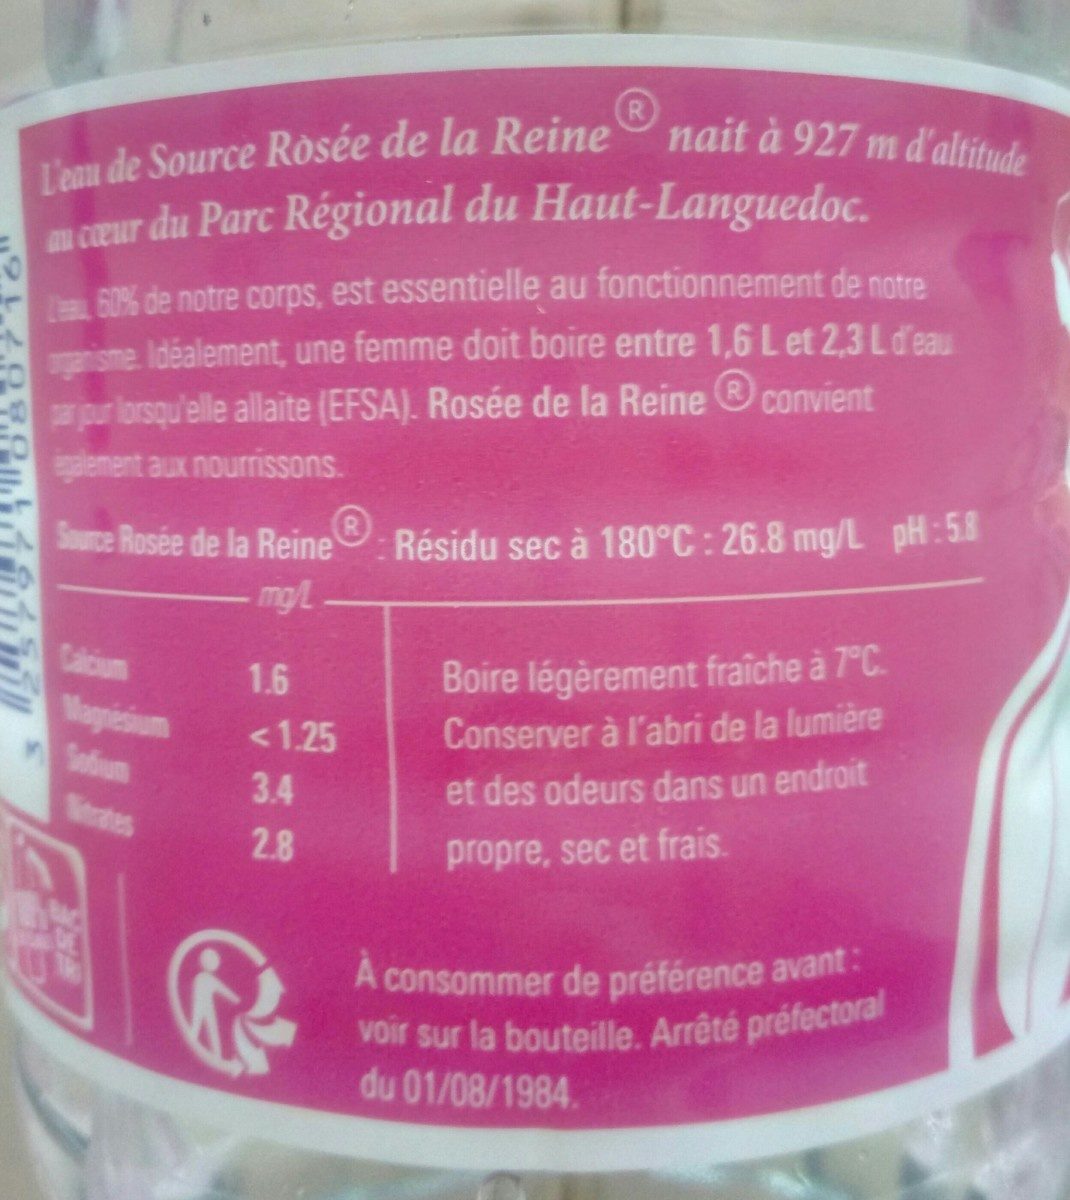 L'eau de Source Rosée de la Reine® nait à 927 m d'altitude
au cœur du Parc Régional du Haut-Languedoc.
L'eau, 60% de notre corps, est essentielle au fonctionnement de notre
organisme. Idéalement, une femme doit boire entre 1,6 L et 2,3 L d'eau
par jour lorsqu'elle allaite (EFSA). Rosée de la Reine® convient
également aux nourrissons.
Source Rosée de la Reine® : Résidu sec à 180°C : 26.8 mg/L pH : 5.8
mg/L
Calcium 1.6
Magnésium < 1.25
Sodium 3.4
Nitrates 2.8
Boire légèrement fraîche à 7°C.
Conserver à l'abri de la lumière
et des odeurs dans un endroit
propre, sec et frais.
BAC
DE
TRI
À consommer de préférence avant :
voir sur la bouteille. Arrêté préfectoral
du 01/08/1984.